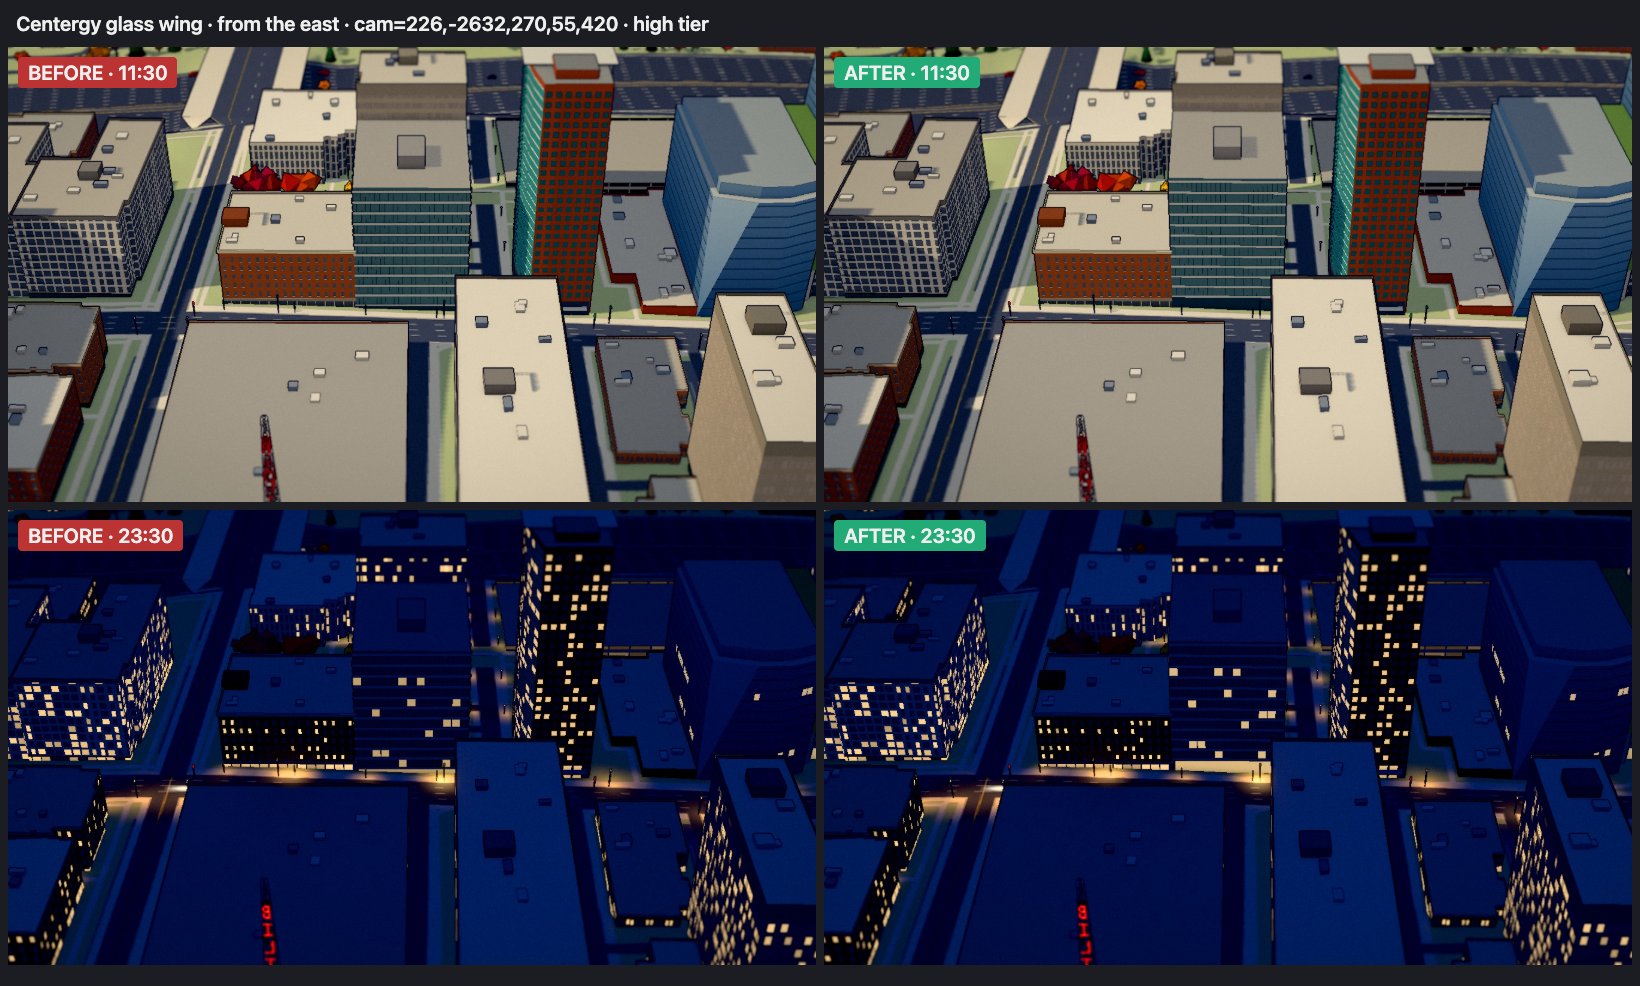 Centergy glass wing · from the east · cam=226,-2632,270,55,420 · high tier
BEFORE · 11:30
AFTER · 11:30
BEFORE · 23:30
AFTER · 23:30